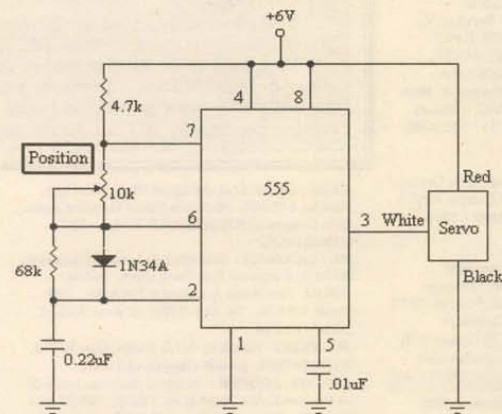 +6V
4.7k
4
8
7
Position
555
Red
10k
6
3
White
Servo
68k
1N34A
2
Black
1
5
0.22uF
.01uF